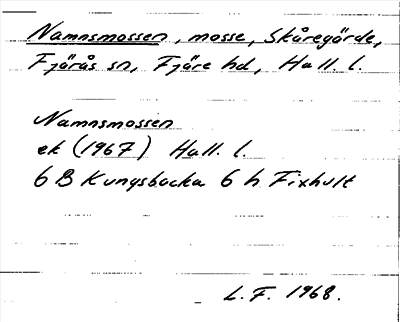 Namnsmossen, mosse, Skåregärde,
Fjärås sn, Fjäre hd, Hall. l.
Namnsmossen
ek (1967) Hall. l.
6 B Kungsbacka 6 h Fixhult
L. F. 1968.